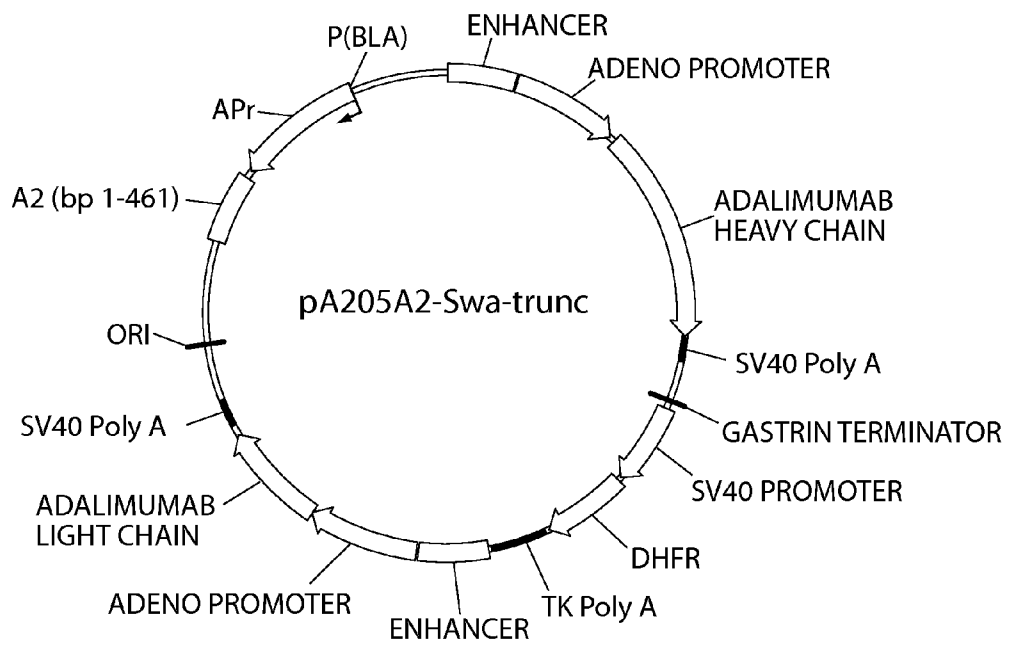 P(BLA)
ENHANCER
ADENO PROMOTER
APr
A2 (bp 1-461)
ADALIMUMAB
HEAVY CHAIN
pA205A2-Swa-trunc
ORI
SV40 Poly A
SV40 Poly A
GASTRIN TERMINATOR
SV40 PROMOTER
ADALIMUMAB
LIGHT CHAIN
DHFR
ADENO PROMOTER
TK Poly A
ENHANCER